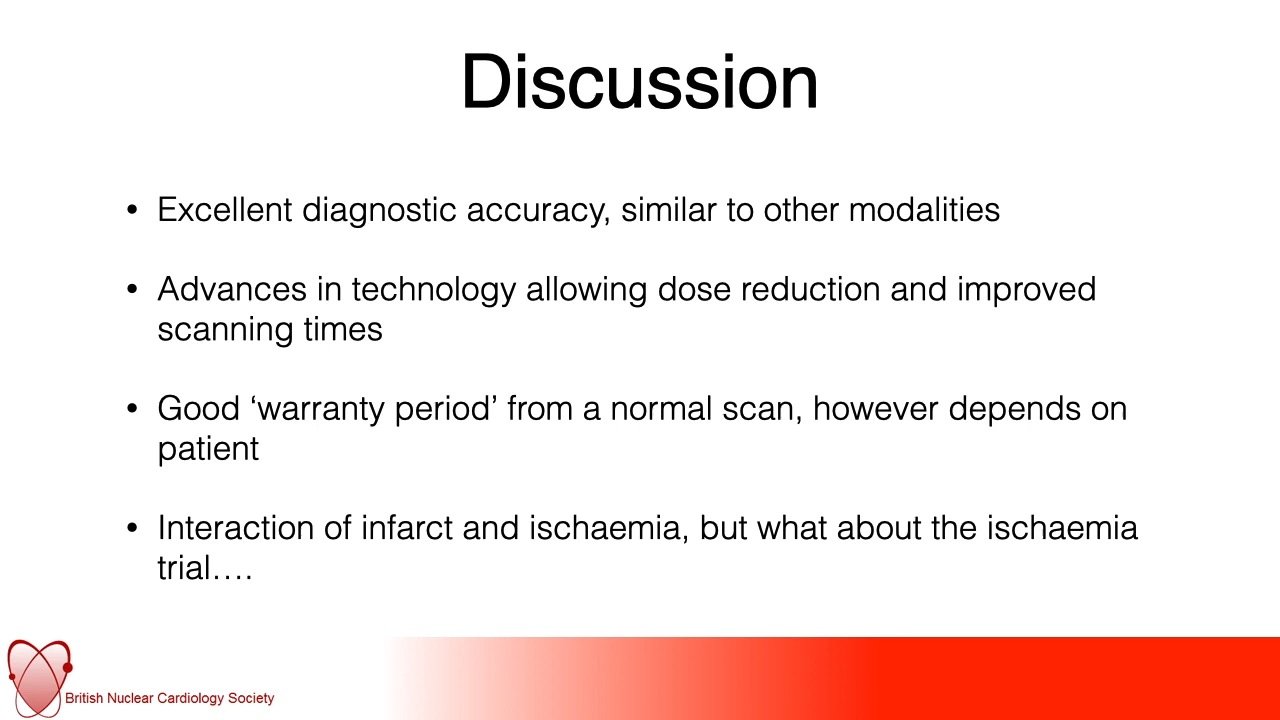 Discussion
• Excellent diagnostic accuracy, similar to other modalities
• Advances in technology allowing dose reduction and improved
scanning times
• Good ‘warranty period’ from a normal scan, however depends on
patient
• Interaction of infarct and ischaemia, but what about the ischaemia
trial….
British Nuclear Cardiology Society